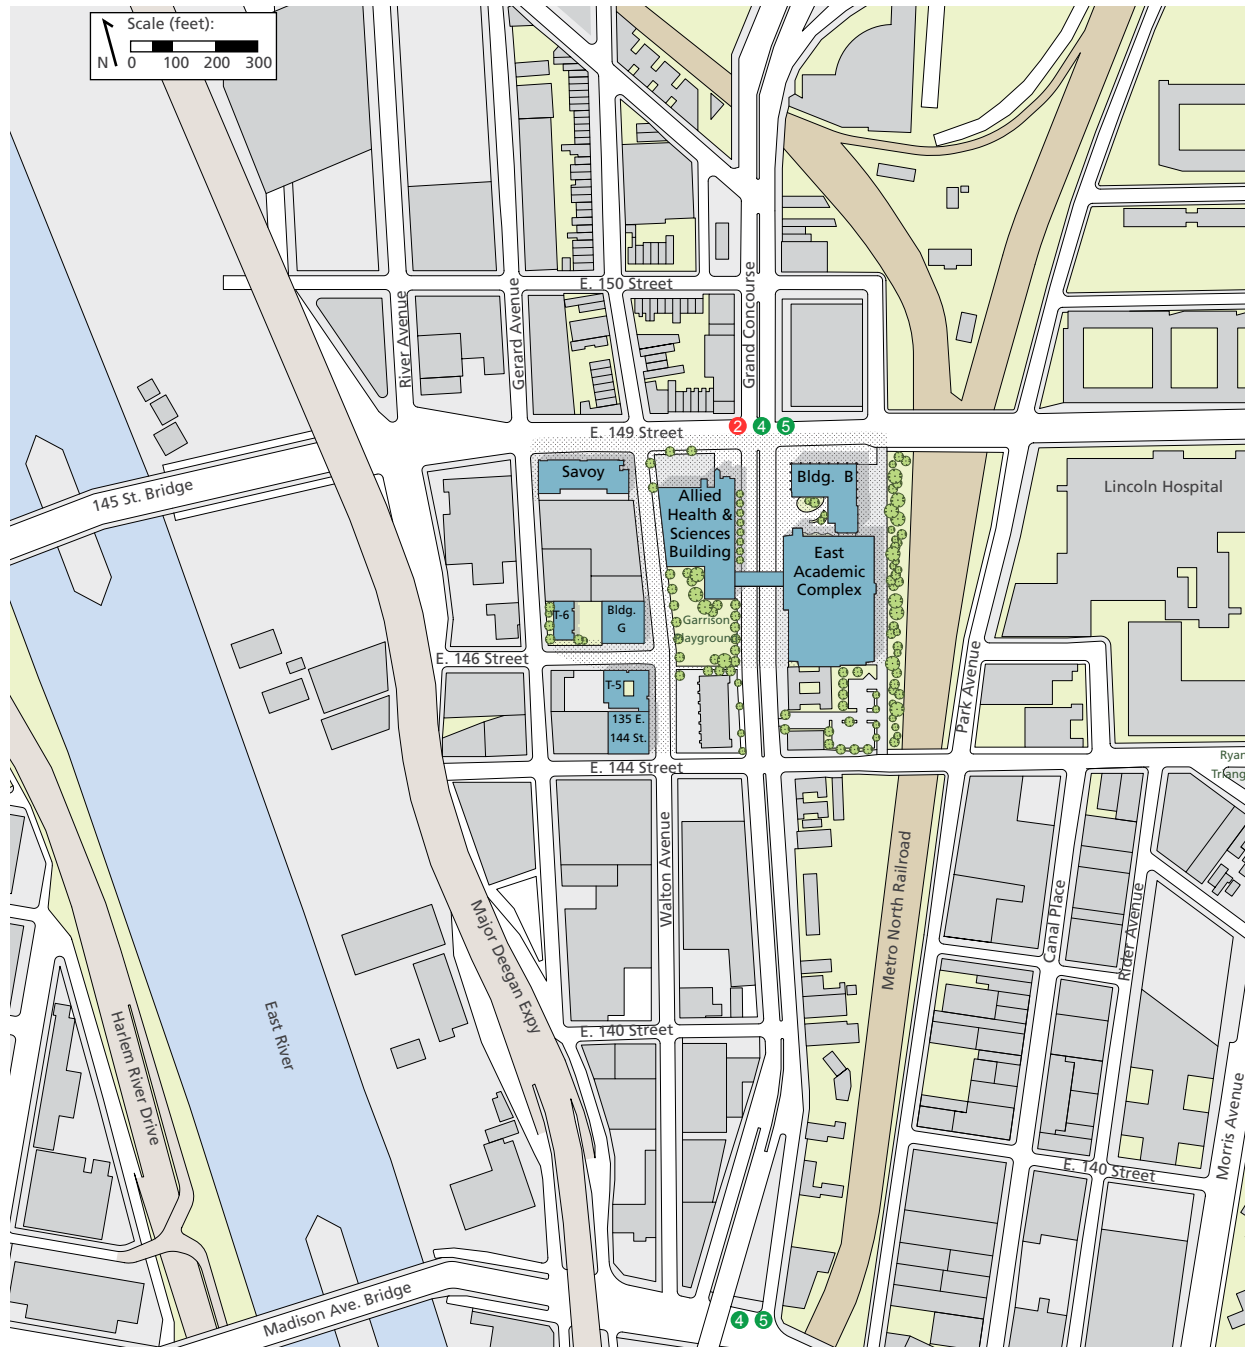 Scale (feet):
N 0 100 200 300
E. 150 Street
River Avenue
Gerard Avenue
Grand Concourse
E. 149 Street
2 4 5
145 St. Bridge
Savoy
Allied
Health &
Sciences
Building
Bldg. B
East
Academic
Complex
Lincoln Hospital
T-6
Bldg.
G
Garrison
Playground
E. 146 Street
T-5
135 E.
144 St.
Park Avenue
E. 144 Street
Ryan
Triang
Walton Avenue
Metro North Railroad
Canal Place
Rider Avenue
Major Deegan Expy
East River
Harlem River Drive
E. 140 Street
E. 140 Street
Morris Avenue
Madison Ave. Bridge
4 5